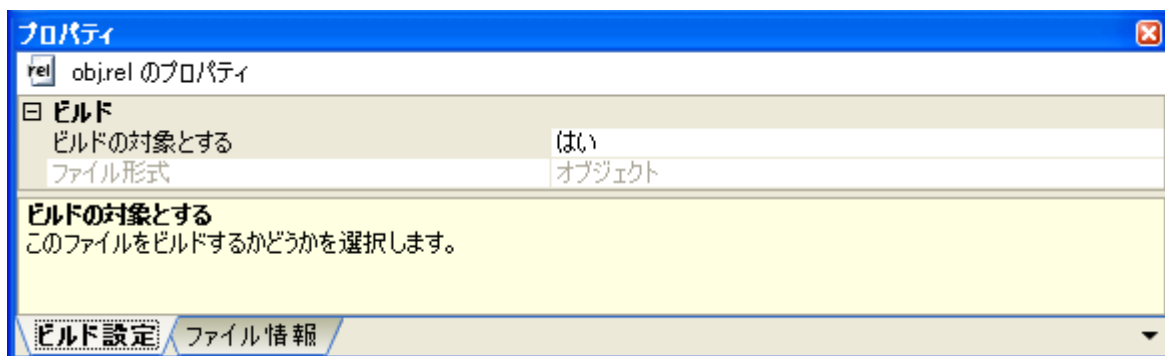 プロパティ
rel obj.rel のプロパティ
ビルド
ビルドの対象とする はい
ファイル形式 オブジェクト
ビルドの対象とする
このファイルをビルドするかどうかを選択します。
ビルド設定 ファイル情報